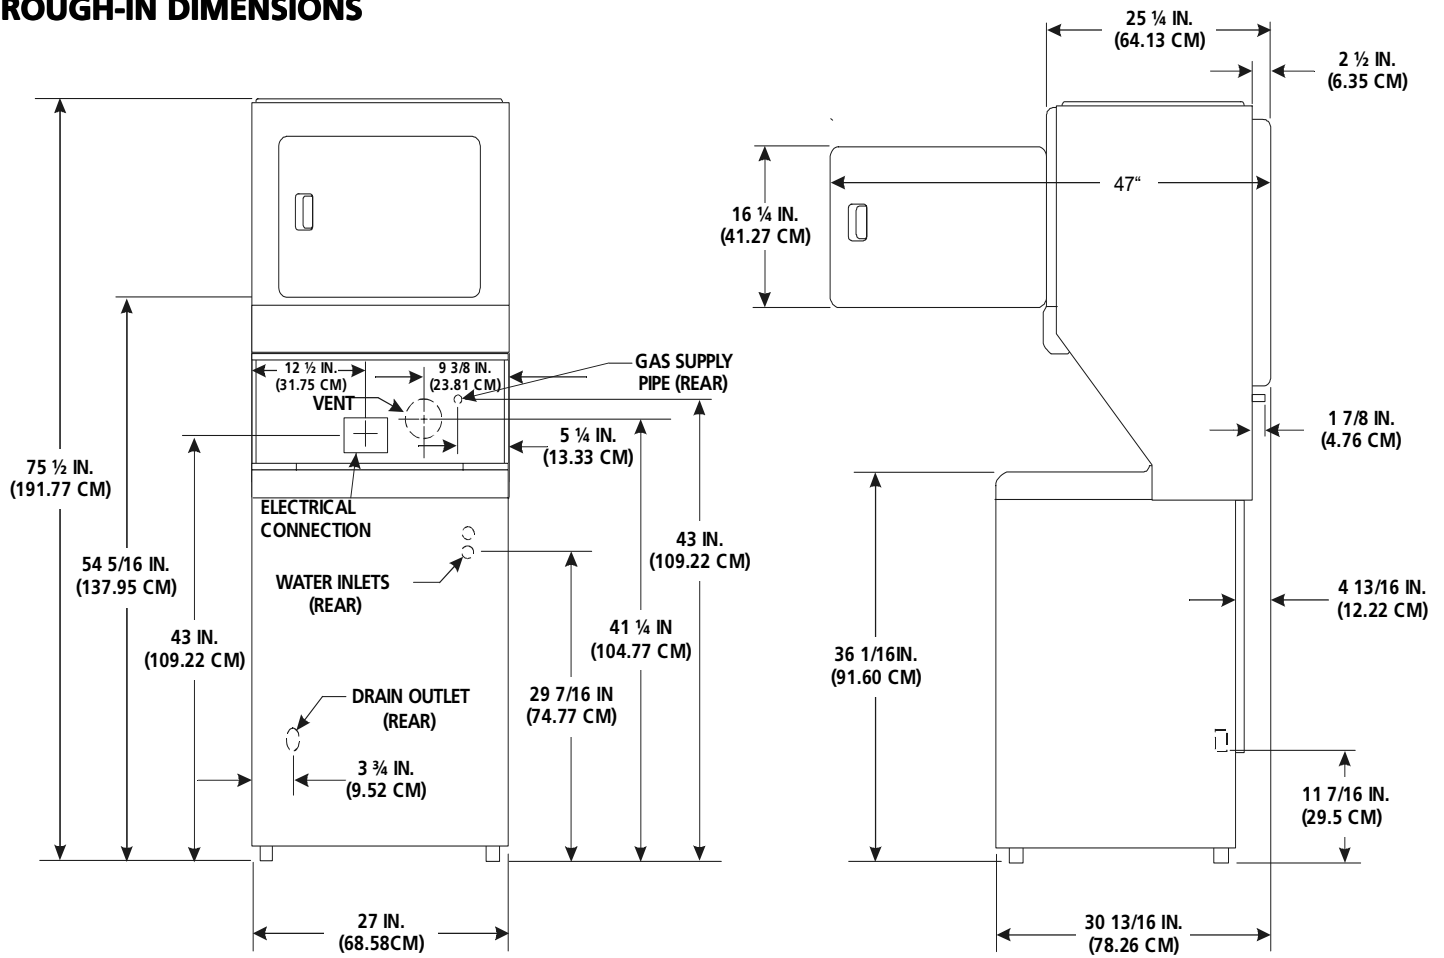 ROUGH-IN DIMENSIONS
25 ¼ IN.
(64.13 CM)
2 ½ IN.
(6.35 CM)
47“
16 ¼ IN.
(41.27 CM)
12 ½ IN.
(31.75 CM)
9 3/8 IN.
(23.81 CM)
GAS SUPPLY
PIPE (REAR)
VENT
5 ¼ IN.
(13.33 CM)
1 7/8 IN.
(4.76 CM)
75 ½ IN.
(191.77 CM)
ELECTRICAL
CONNECTION
43 IN.
(109.22 CM)
54 5/16 IN.
(137.95 CM)
WATER INLETS
(REAR)
4 13/16 IN.
(12.22 CM)
43 IN.
(109.22 CM)
41 ¼ IN
(104.77 CM)
36 1/16IN.
(91.60 CM)
DRAIN OUTLET
(REAR)
29 7/16 IN
(74.77 CM)
3 ¾ IN.
(9.52 CM)
11 7/16 IN.
(29.5 CM)
27 IN.
(68.58CM)
30 13/16 IN.
(78.26 CM)